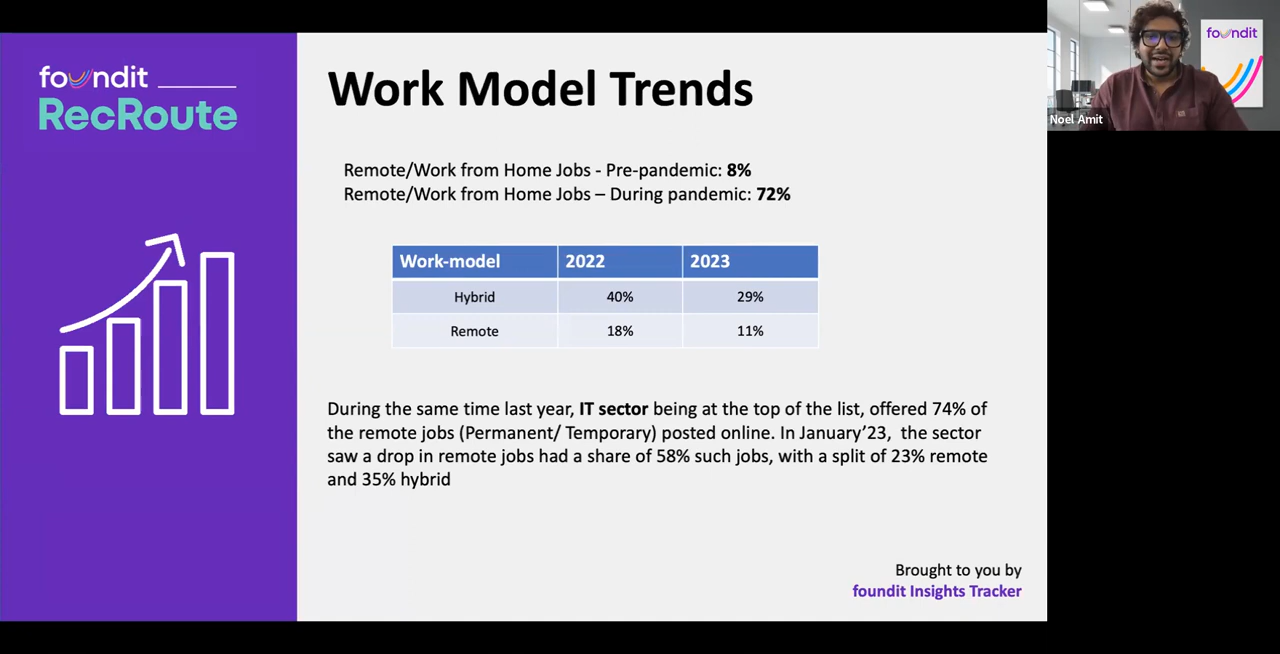 foundit
RecRoute
Work Model Trends
Remote/Work from Home Jobs - Pre-pandemic: 8%
Remote/Work from Home Jobs – During pandemic: 72%
Work-model 2022 2023
Hybrid 40% 29%
Remote 18% 11%
During the same time last year, IT sector being at the top of the list, offered 74% of
the remote jobs (Permanent/ Temporary) posted online. In January’23, the sector
saw a drop in remote jobs had a share of 58% such jobs, with a split of 23% remote
and 35% hybrid
Brought to you by
foundit Insights Tracker
foundit
Noel Amit